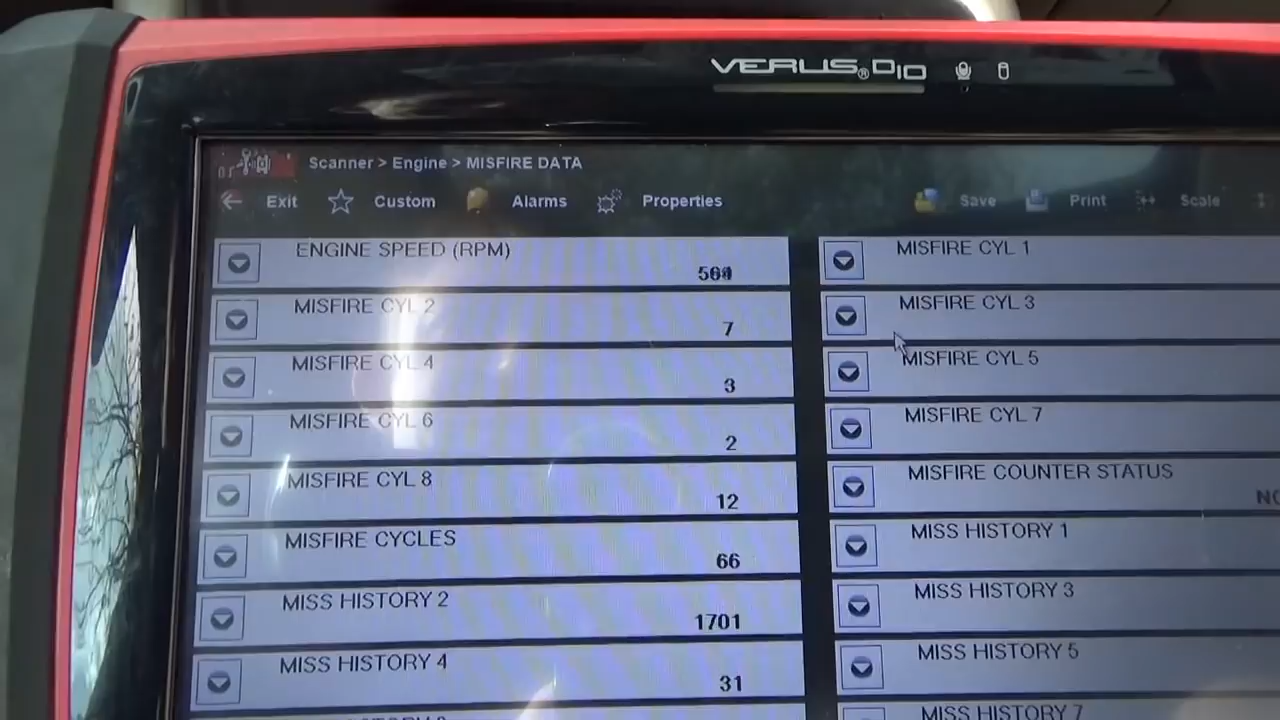 VERUS® D10
Scanner > Engine > MISFIRE DATA
Exit Custom Alarms Properties Save Print Scale
ENGINE SPEED (RPM)
MISFIRE CYL 1
MISFIRE CYL 2 7
MISFIRE CYL 3
MISFIRE CYL 4 3
MISFIRE CYL 5
MISFIRE CYL 6 2
MISFIRE CYL 7
MISFIRE CYL 8 12
MISFIRE COUNTER STATUS
MISFIRE CYCLES 66
MISS HISTORY 1
MISS HISTORY 2 1701
MISS HISTORY 3
MISS HISTORY 4 31
MISS HISTORY 5
MISS HISTORY 7